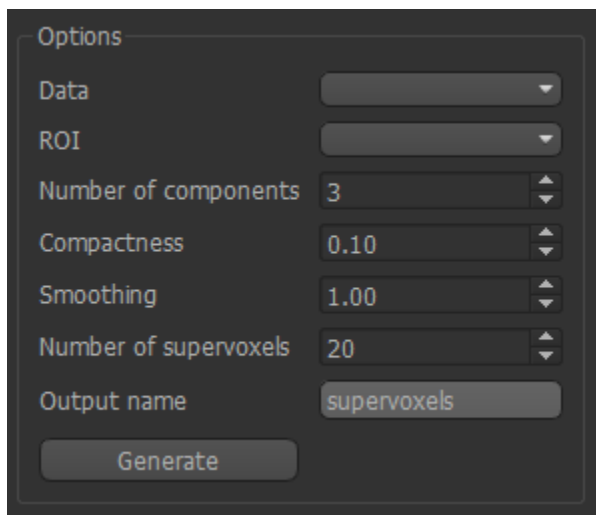 Options
Data
ROI
Number of components 3
Compactness 0.10
Smoothing 1.00
Number of supervoxels 20
Output name supervoxels
Generate